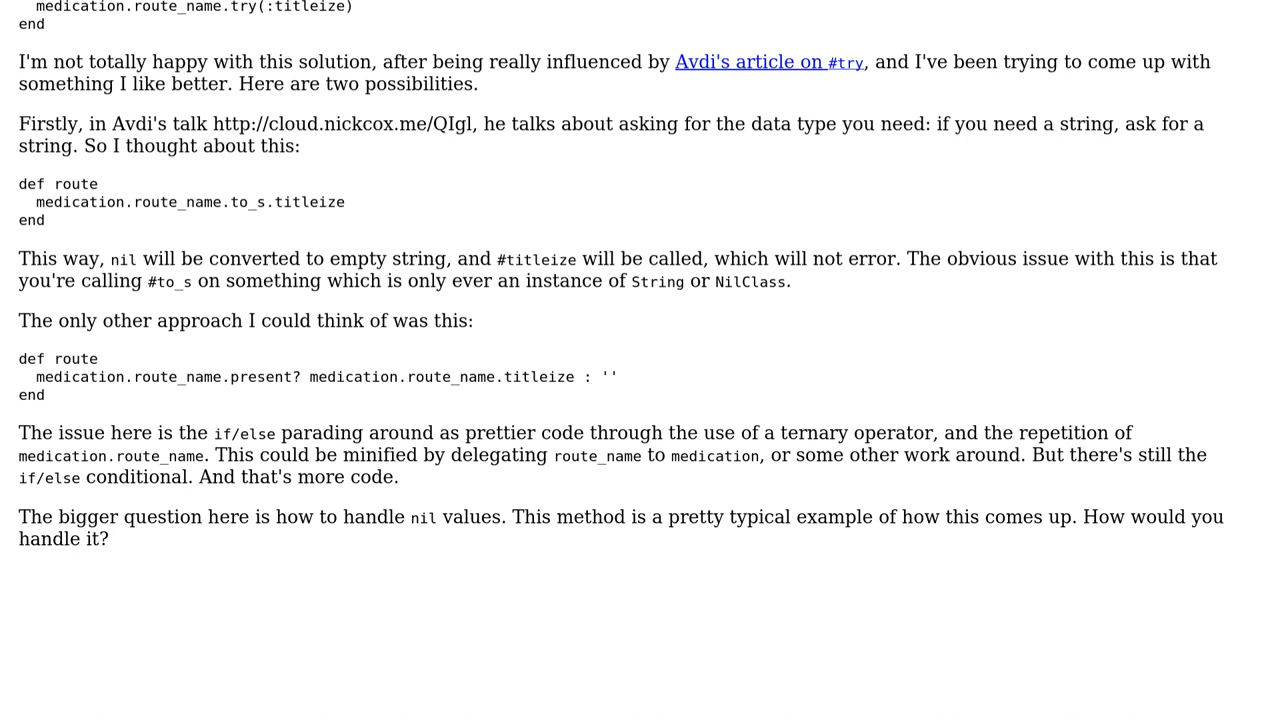 medication.route_name.try(:titleize)
end
I'm not totally happy with this solution, after being really influenced by Avdi's article on #try, and I've been trying to come up with
something I like better. Here are two possibilities.
Firstly, in Avdi's talk http://cloud.nickcox.me/QIgl, he talks about asking for the data type you need: if you need a string, ask for a
string. So I thought about this:
def route
  medication.route_name.to_s.titleize
end
This way, nil will be converted to empty string, and #titleize will be called, which will not error. The obvious issue with this is that
you're calling #to_s on something which is only ever an instance of String or NilClass.
The only other approach I could think of was this:
def route
  medication.route_name.present? medication.route_name.titleize : ''
end
The issue here is the if/else parading around as prettier code through the use of a ternary operator, and the repetition of
medication.route_name. This could be minified by delegating route_name to medication, or some other work around. But there's still the
if/else conditional. And that's more code.
The bigger question here is how to handle nil values. This method is a pretty typical example of how this comes up. How would you
handle it?